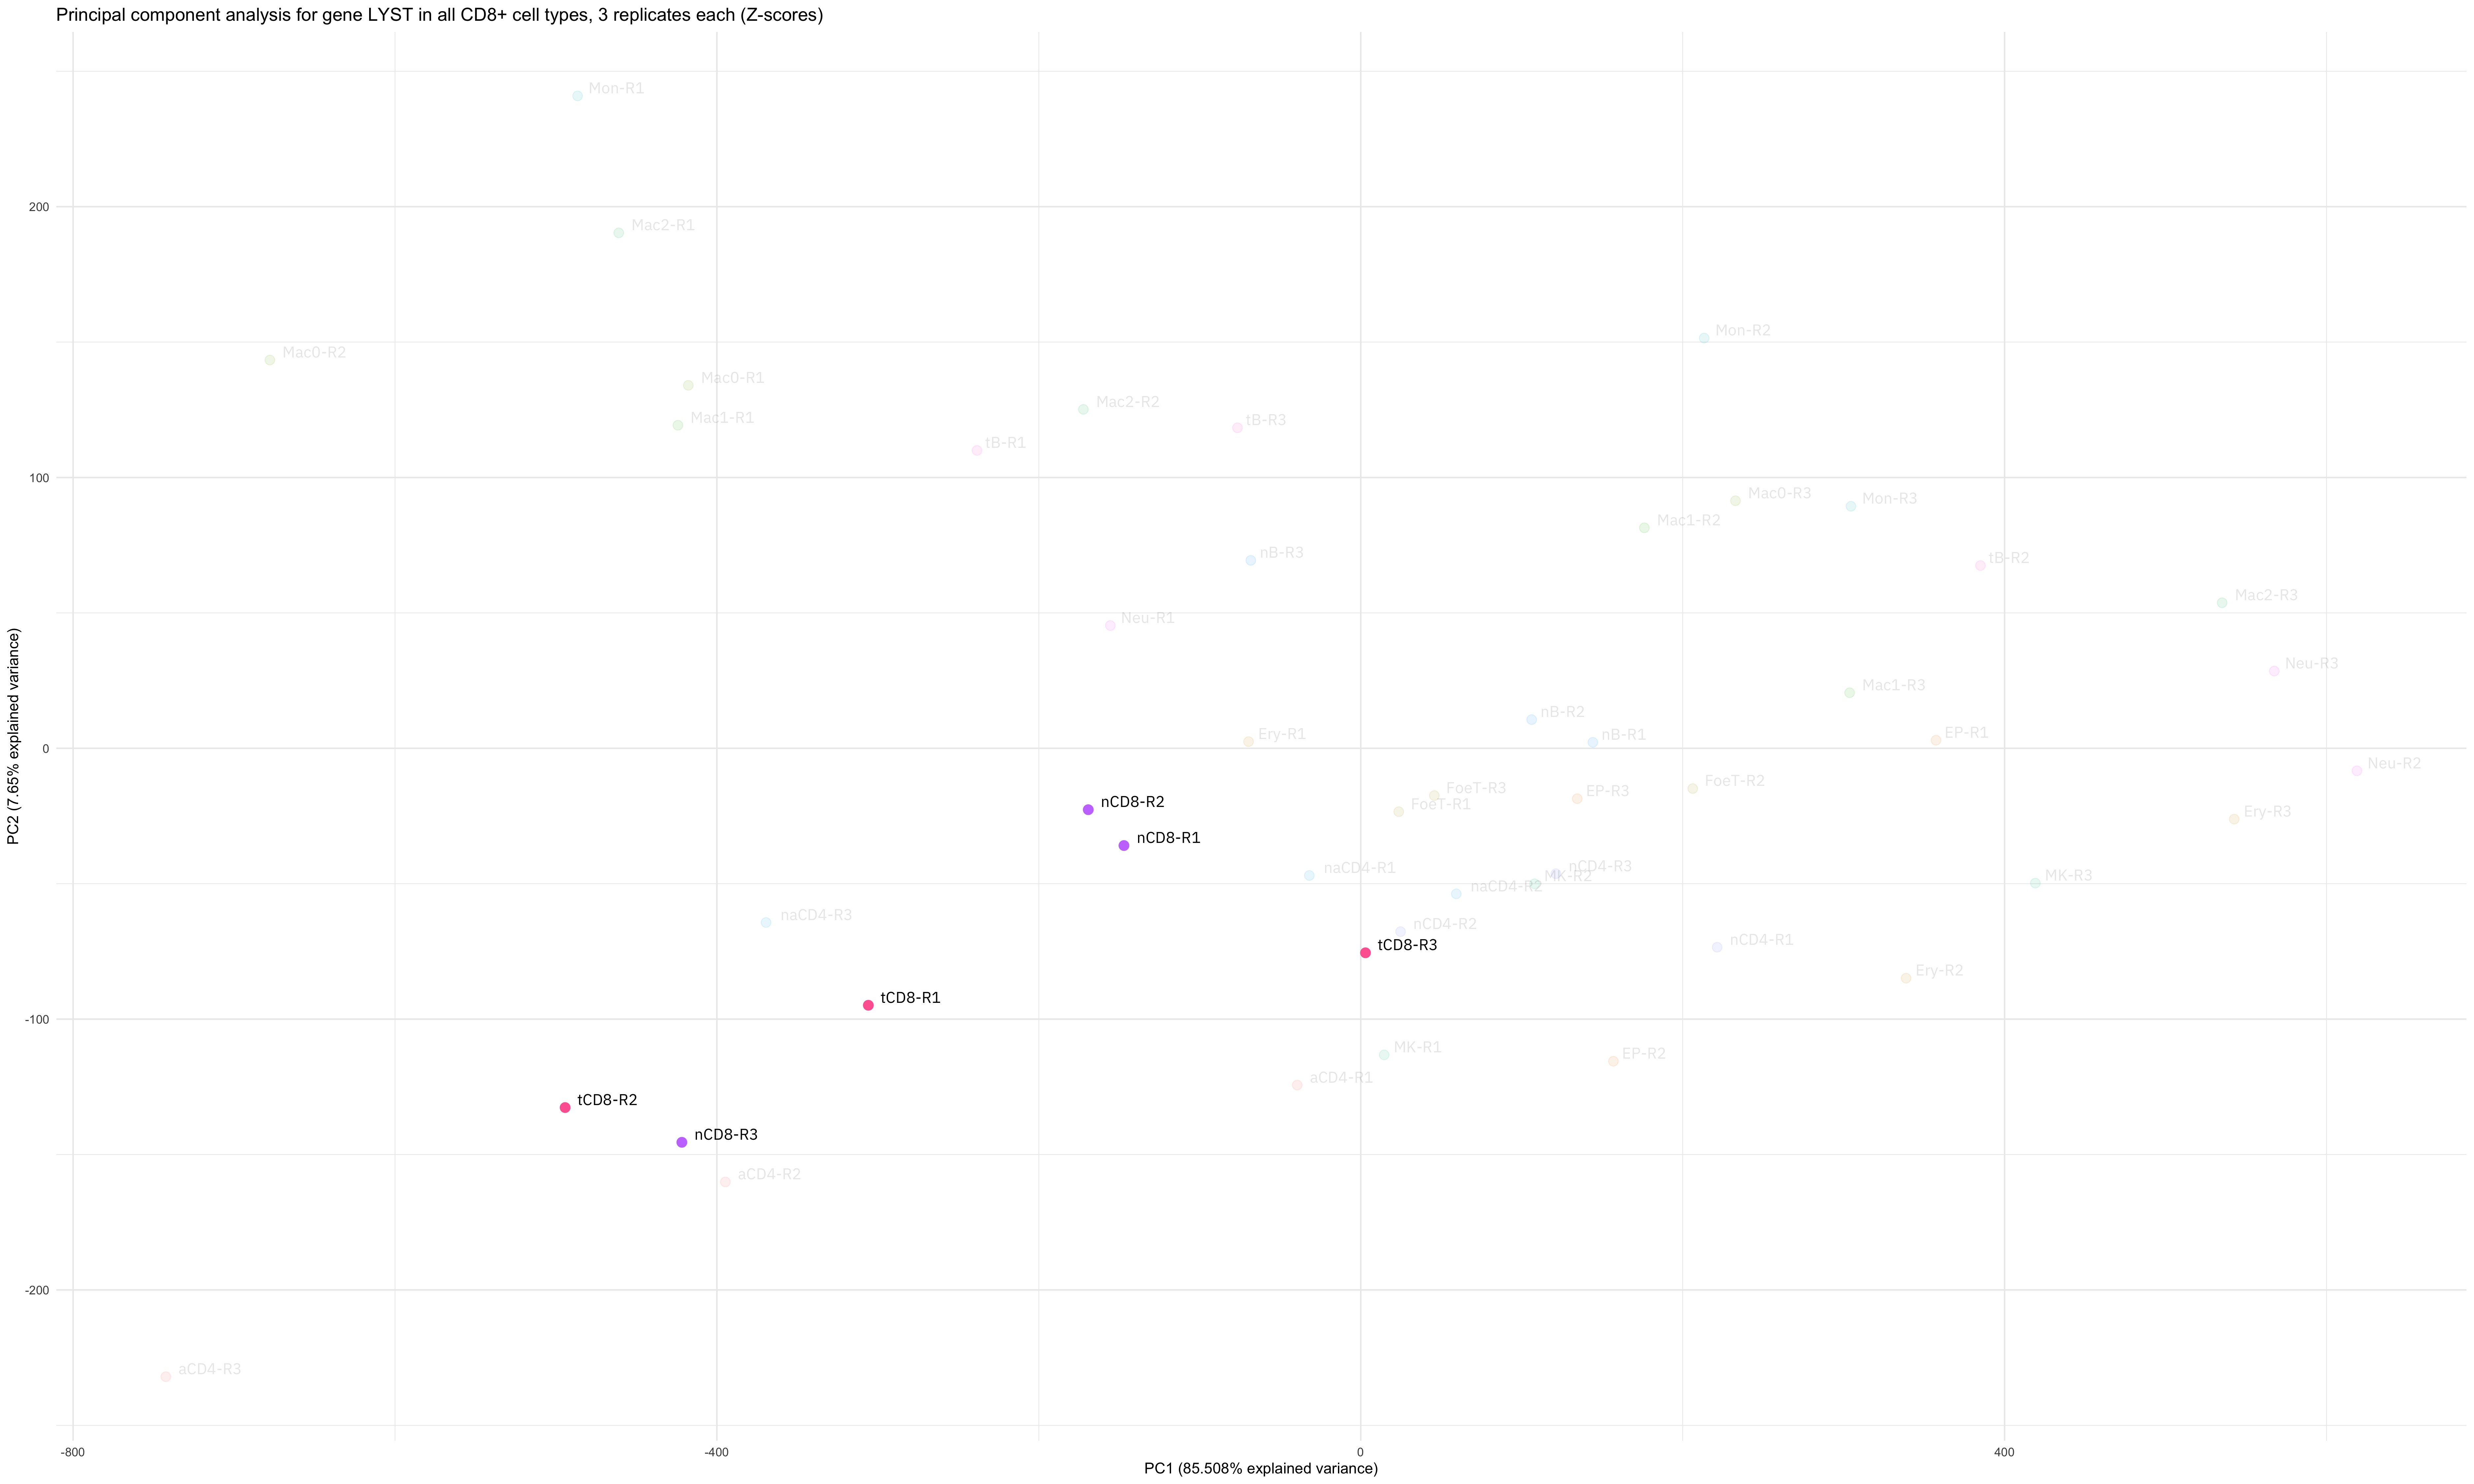 Principal component analysis for gene LYST in all CD8+ cell types, 3 replicates each (Z-scores)
Mon-R1
200
Mac2-R1
Mon-R2
Mac0-R2
Mac0-R1
Mac2-R2
Mac1-R1
tB-R3
tB-R1
100
Mac0-R3
Mon-R3
Mac1-R2
nB-R3
tB-R2
Mac2-R3
Neu-R1
Neu-R3
Mac1-R3
nB-R2
Ery-R1
nB-R1
EP-R1
0
Neu-R2
FoeT-R2
FoeT-R3
EP-R3
nCD8-R2
FoeT-R1
Ery-R3
nCD8-R1
naCD4-R1
nCD4-R3
MK-R2
MK-R3
naCD4-R2
naCD4-R3
nCD4-R2
nCD4-R1
tCD8-R3
Ery-R2
tCD8-R1
-100
MK-R1
EP-R2
aCD4-R1
tCD8-R2
nCD8-R3
aCD4-R2
-200
aCD4-R3
-800
-400
0
400
PC1 (85.508% explained variance)
PC2 (7.65% explained variance)